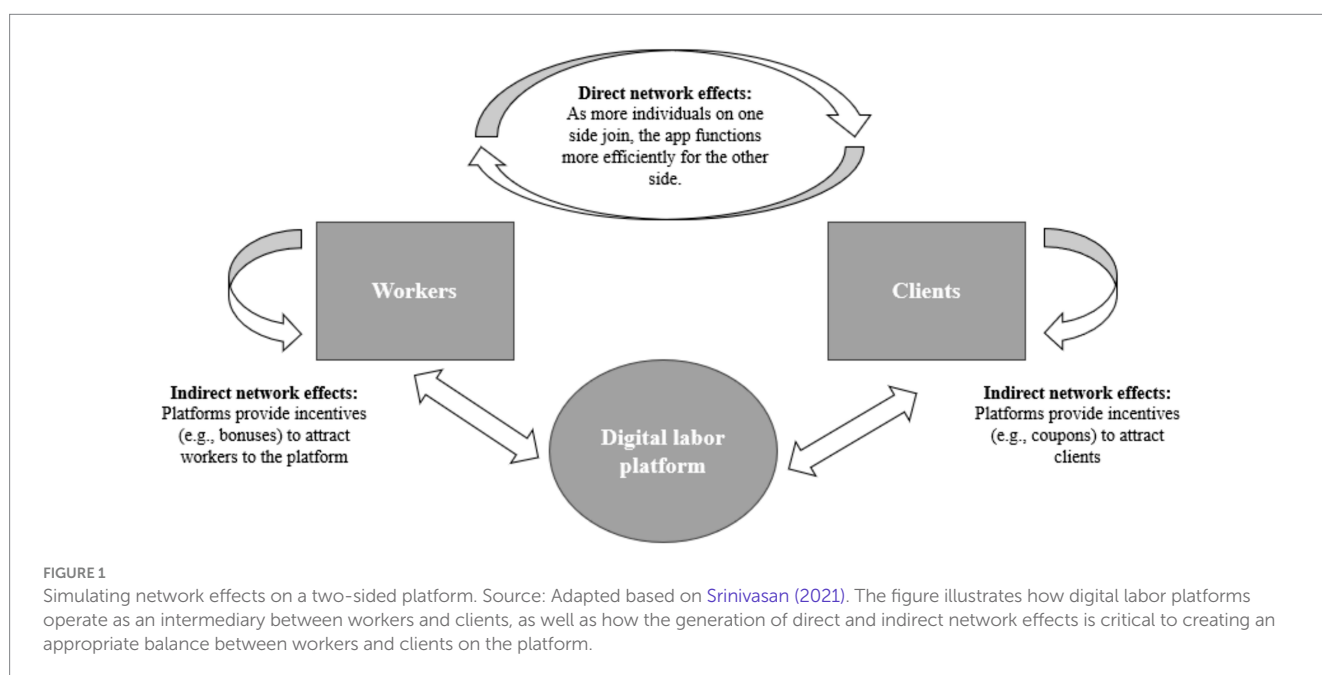 Direct network effects:
As more individuals on one
side join, the app functions
more efficiently for the other
side.
Workers
Clients
Indirect network effects:
Platforms provide incentives
(e.g., bonuses) to attract
workers to the platform
Digital labor
platform
Indirect network effects:
Platforms provide incentives
(e.g., coupons) to attract
clients
FIGURE 1
Simulating network effects on a two-sided platform. Source: Adapted based on Srinivasan (2021). The figure illustrates how digital labor platforms
operate as an intermediary between workers and clients, as well as how the generation of direct and indirect network effects is critical to creating an
appropriate balance between workers and clients on the platform.